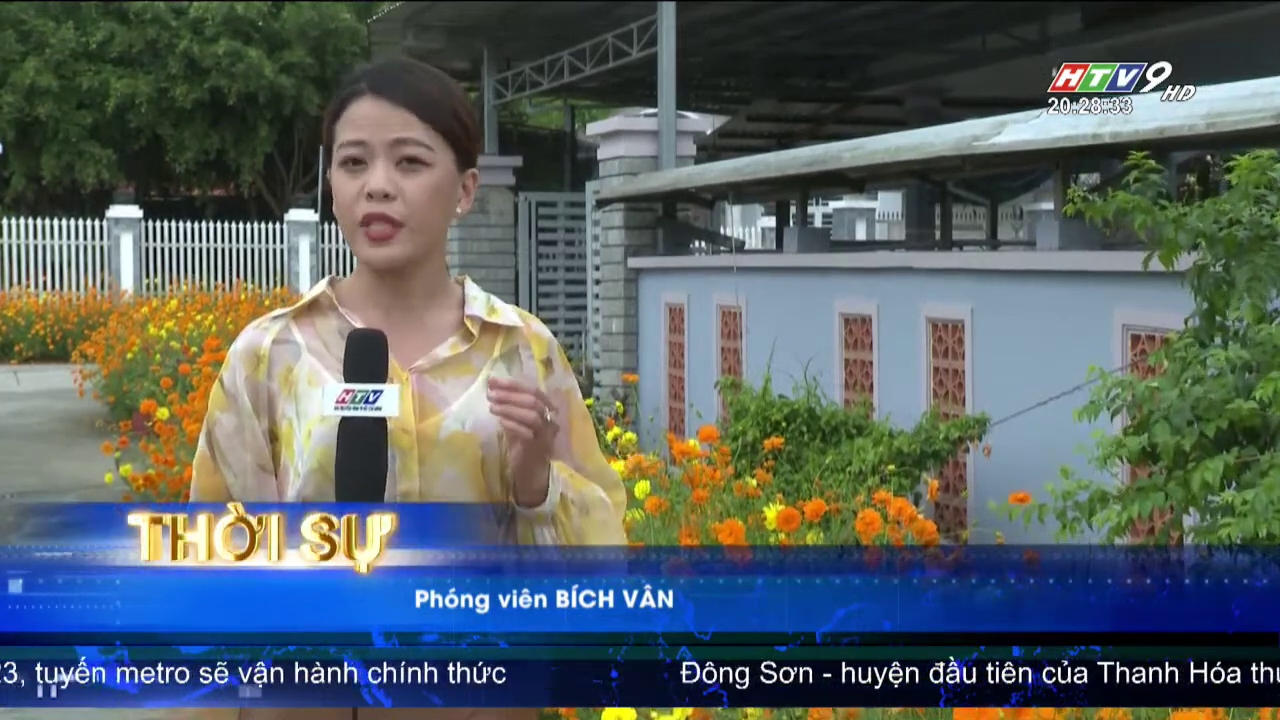 HTV9 HD
20:28:33
HTV
THỜI SỰ
Phóng viên BÍCH VÂN
23, tuyến metro sẽ vận hành chính thức
Đông Sơn - huyện đầu tiên của Thanh Hóa